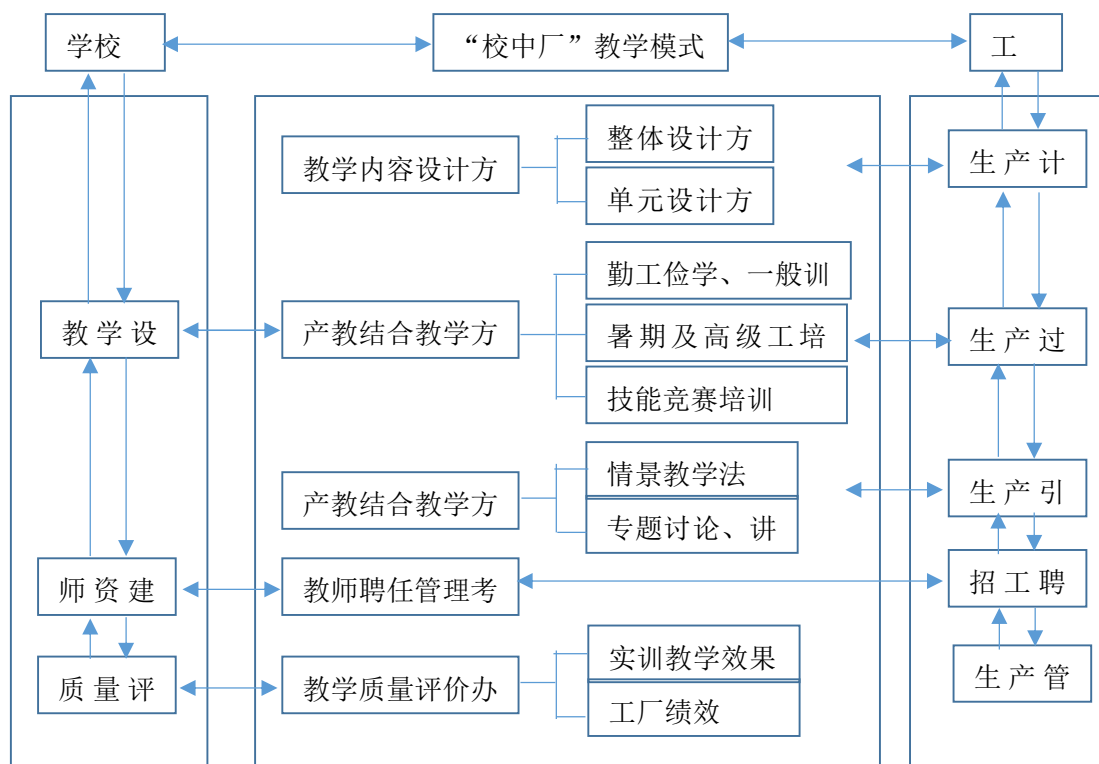 学校
“校中厂”教学模式
工
教学内容设计方
整体设计方
单元设计方
生产计
教学设
产教结合教学方
勤工俭学、一般训
暑期及高级工培
技能竞赛培训
生产过
产教结合教学方
情景教学法
专题讨论、讲
生产引
师资建
教师聘任管理考
招工聘
质量评
教学质量评价办
实训教学效果
工厂绩效
生产管